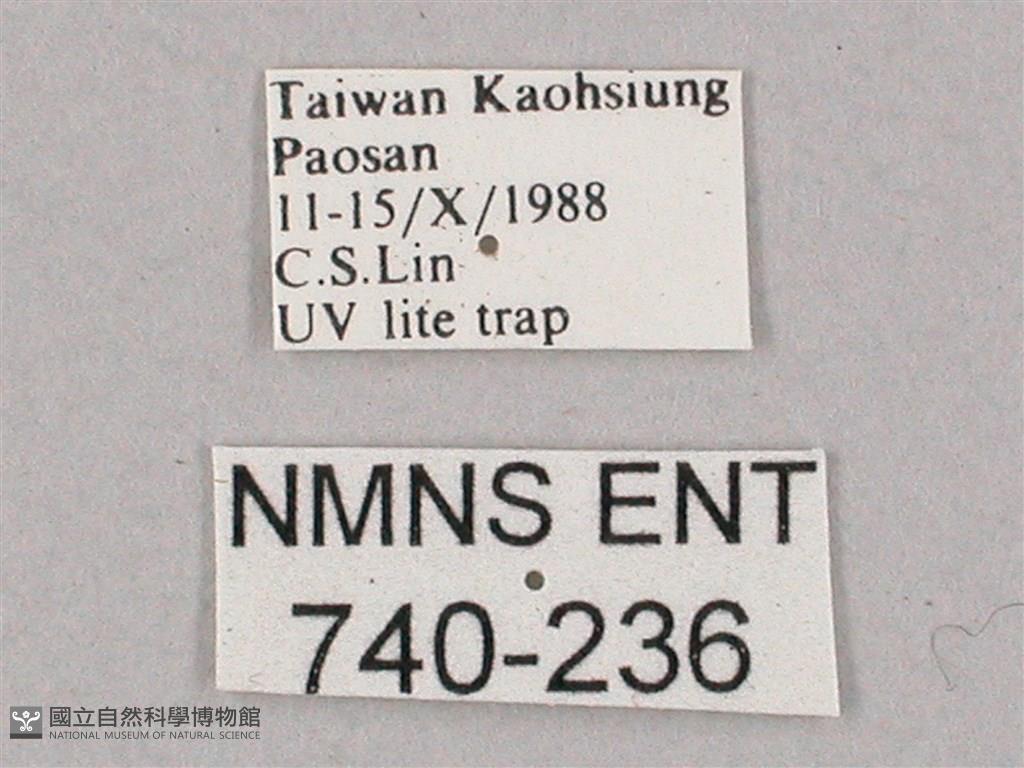 Taiwan Kaohsiung
Paosan
11-15/X/1988
C.S.Lin
UV lite trap
NMNS ENT
740-236
國立自然科學博物館
NATIONAL MUSEUM OF NATURAL SCIENCE